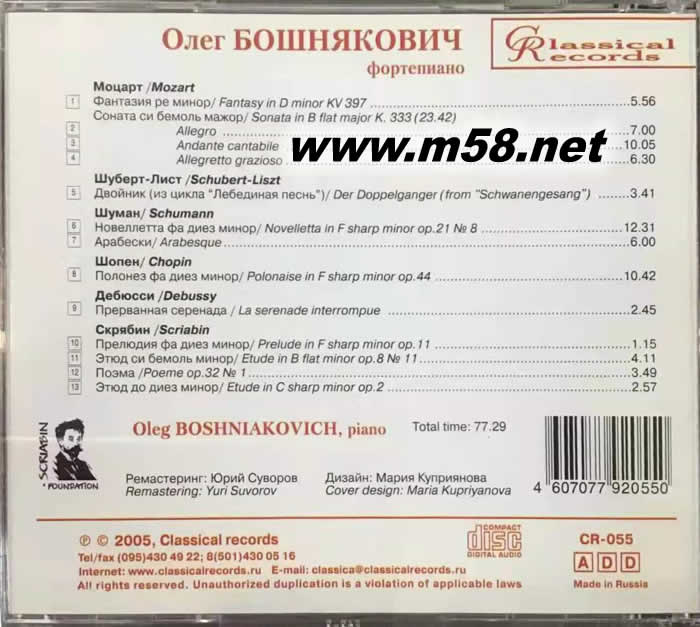 Олег БОШНЯКОВИЧ
фортепиано
Classical
Records
Моцарт /Mozart
1 Фантазия ре минор/ Fantasy in D minor KV 397 5.56
Соната си бемоль мажор/ Sonata in B flat major K. 333 (23.42)
2 Allegro 7.00
3 Andante cantabile 10.05
4 Allegretto grazioso 6.30
www.m58.net
Шуберт-Лист /Schubert-Liszt
5 Двойник (из цикла "Лебединая песнь")/ Der Doppelganger (from "Schwanengesang") 3.41
Шуман/ Schumann
6 Новеллетта фа диез минор/ Novelietta in F sharp minor op.21 № 8 12.31
7 Арабески/ Arabesque 6.00
Шопен/ Chopin
8 Полонез фа диез минор/ Polonaise in F sharp minor op.44 10.42
Дебюсси /Debussy
9 Прерванная серенада / La serenade interrompue 2.45
Скрябин /Scriabin
10 Прелюдия фа диез минор/ Prelude in F sharp minor op.11 1.15
11 Этюд си бемоль минор/ Etude in B flat minor op.8 № 11 4.11
12 Поэма /Poeme op.32 № 1 3.49
13 Этюд до диез минор/ Etude in C sharp minor op.2 2.57
SCRIABIN
FOUNDATION
Oleg BOSHNIAKOVICH, piano
Total time: 77.29
Ремастеринг: Юрий Суворов
Remastering: Yuri Suvorov
Дизайн: Мария Куприянова
Cover design: Maria Kupriyanova
4 607077 920550
℗ © 2005, Classical records
Tel/fax (095)430 49 22; 8(501)430 05 16
Internet: www.classicalrecords.ru E-mail: classica@classicalrecords.ru
All rights reserved. Unauthorized duplication is a violation of applicable laws
COMPACT
disc
DIGITAL AUDIO
CR-055
A D D
Made in Russia